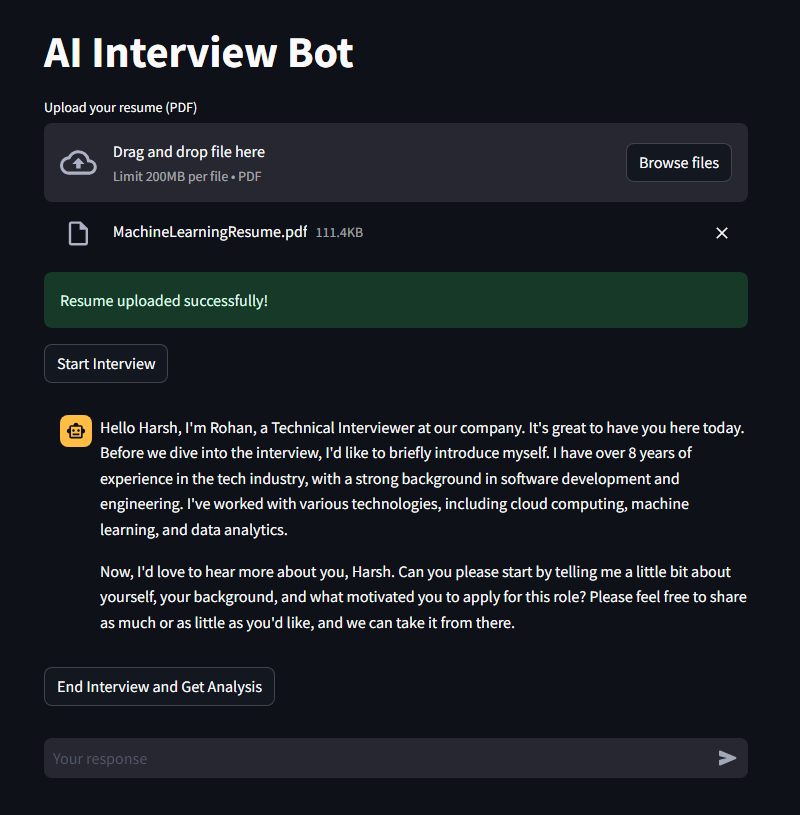 AI Interview Bot
Upload your resume (PDF)
Drag and drop file here
Limit 200MB per file • PDF
Browse files
MachineLearningResume.pdf 111.4KB
Resume uploaded successfully!
Start Interview
Hello Harsh, I'm Rohan, a Technical Interviewer at our company. It's great to have you here today.
Before we dive into the interview, I'd like to briefly introduce myself. I have over 8 years of
experience in the tech industry, with a strong background in software development and
engineering. I've worked with various technologies, including cloud computing, machine
learning, and data analytics.
Now, I'd love to hear more about you, Harsh. Can you please start by telling me a little bit about
yourself, your background, and what motivated you to apply for this role? Please feel free to share
as much or as little as you'd like, and we can take it from there.
End Interview and Get Analysis
Your response